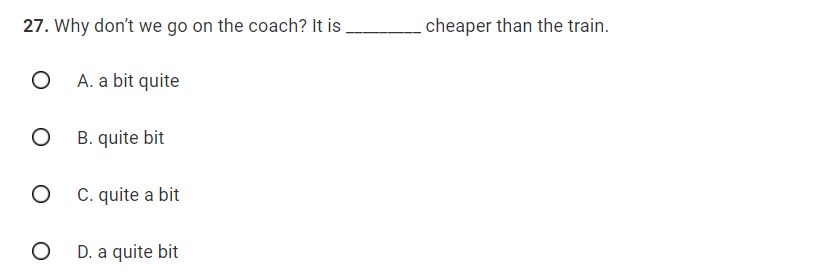 27. Why don't we go on the coach? It is _________ cheaper than the train.
A. a bit quite
B. quite bit
C. quite a bit
D. a quite bit